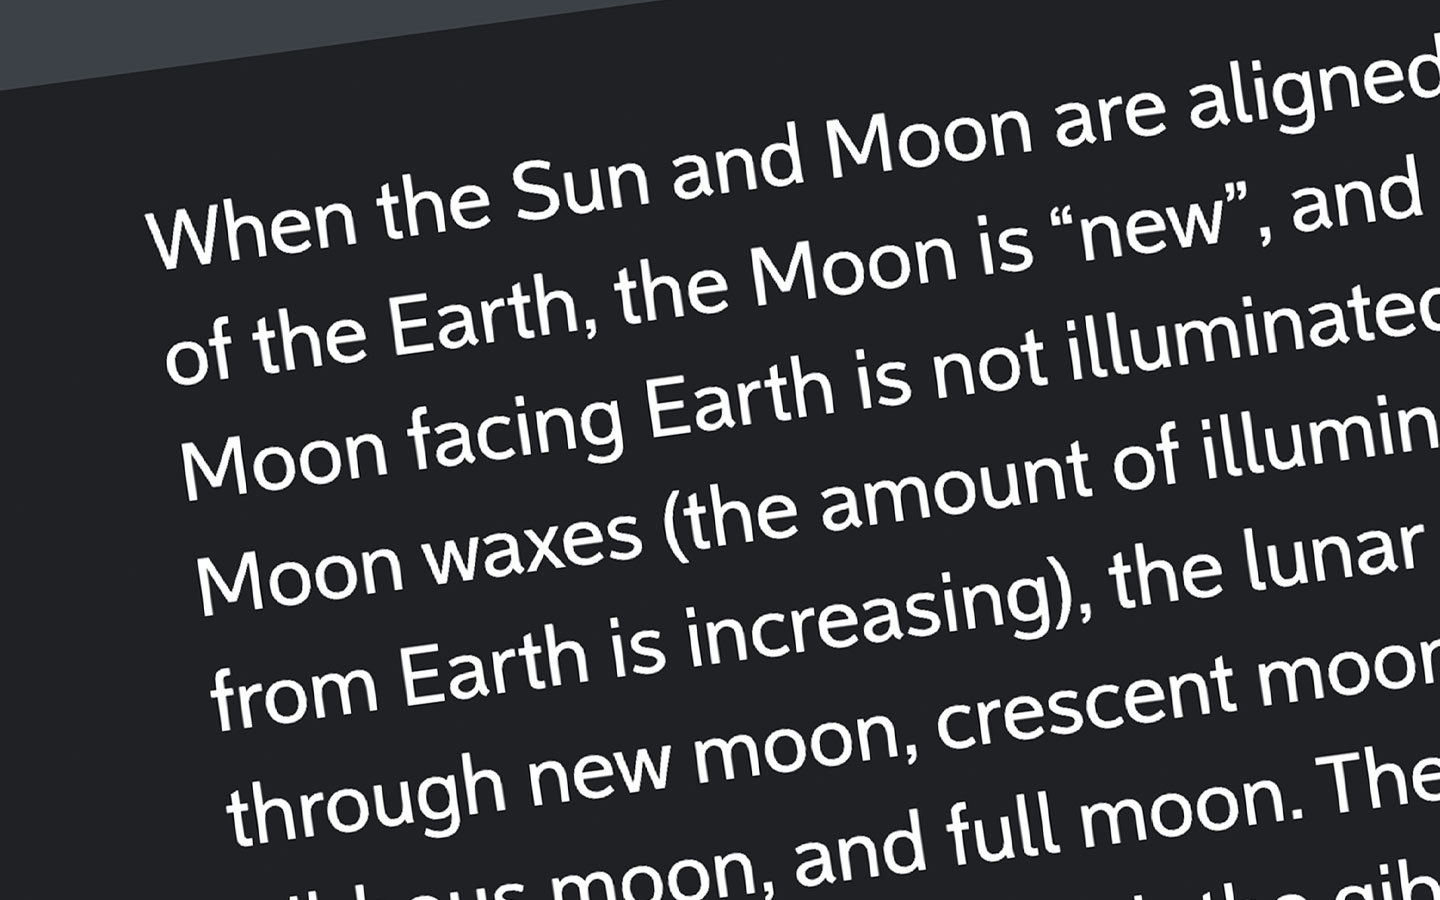 When the Sun and Moon are aligned
of the Earth, the Moon is “new”, and
Moon facing Earth is not illuminated
Moon waxes (the amount of illumin
from Earth is increasing), the lunar
through new moon, crescent moon
moon, and full moon. The
the gib